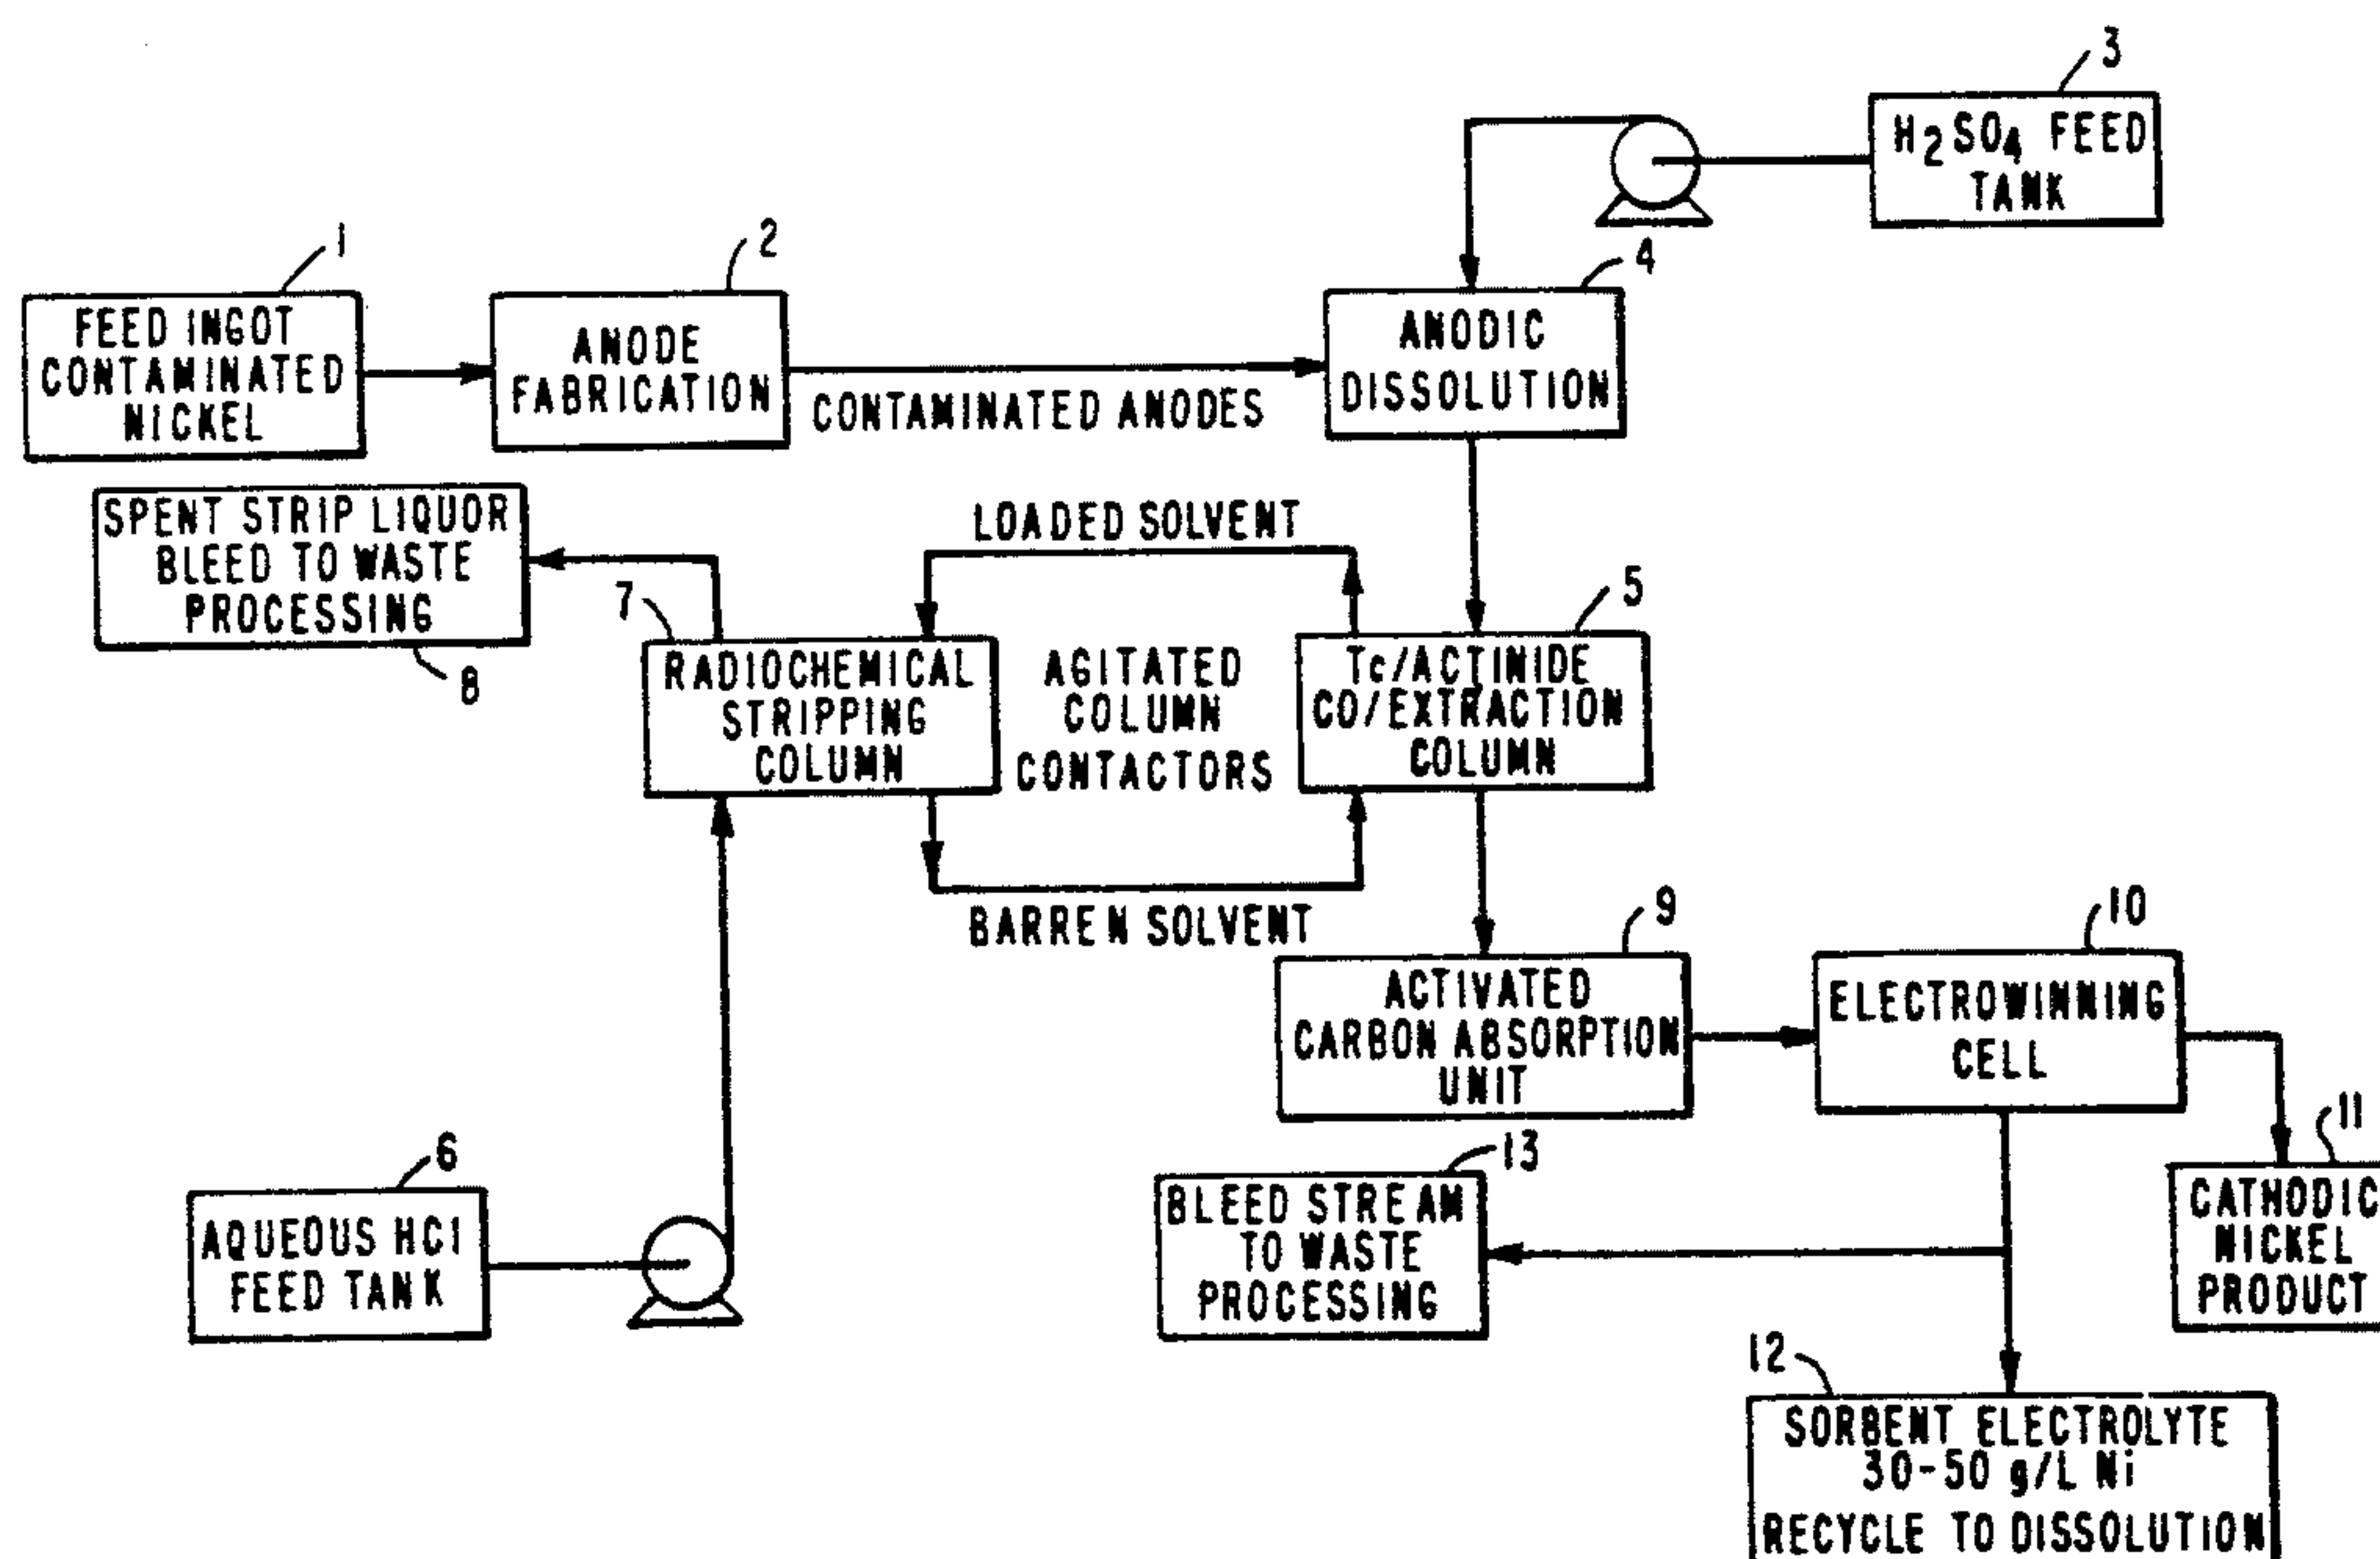 3
H2SO4 FEED
TANK
1
FEED INGOT
CONTAMINATED
NICKEL
2
ANODE
FABRICATION
CONTAMINATED ANODES
4
ANODIC
DISSOLUTION
SPENT STRIP LIQUOR
BLEED TO WASTE
PROCESSING
8
LOADED SOLVENT
7
RADIOCHEMICAL
STRIPPING
COLUMN
AGITATED
COLUMN
CONTACTORS
5
Tc/ACTINIDE
CO/EXTRACTION
COLUMN
BARREN SOLVENT
9
ACTIVATED
CARBON ABSORPTION
UNIT
10
ELECTROWINNING
CELL
6
AQUEOUS HCl
FEED TANK
13
BLEED STREAM
TO WASTE
PROCESSING
11
CATHODIC
NICKEL
PRODUCT
12
SORBENT ELECTROLYTE
30-50 g/L Ni
RECYCLE TO DISSOLUTION